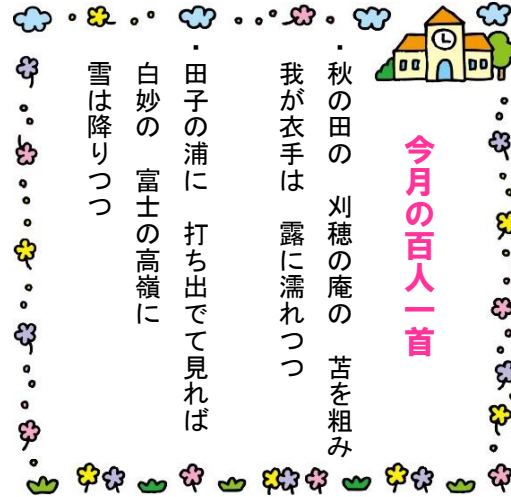 今月の百人一首
・秋の田の 刈穂の庵の 苫を粗み
我が衣手は 露に濡れつつ
・田子の浦に 打ち出でて見れば
白妙の 富士の高嶺に
雪は降りつつ